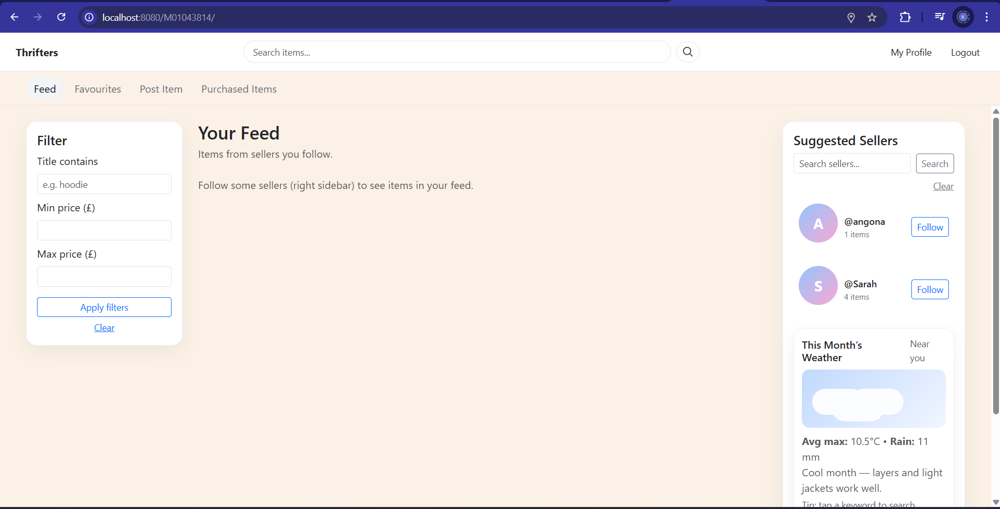 localhost:8080/M01043814/
K
Thrifters
Search items...
My Profile
Logout
Feed
Favourites
Post Item
Purchased Items
Filter
Title contains
e.g. hoodie
Min price (£)
Max price (£)
Apply filters
Clear
Your Feed
Items from sellers you follow.
Follow some sellers (right sidebar) to see items in your feed.
Suggested Sellers
Search sellers...
Search
Clear
A
@angona
1 items
Follow
S
@Sarah
4 items
Follow
This Month’s
Weather
Near
you
Avg max: 10.5°C • Rain: 11
mm
Cool month — layers and light
jackets work well.
Tip: tap a keyword to search